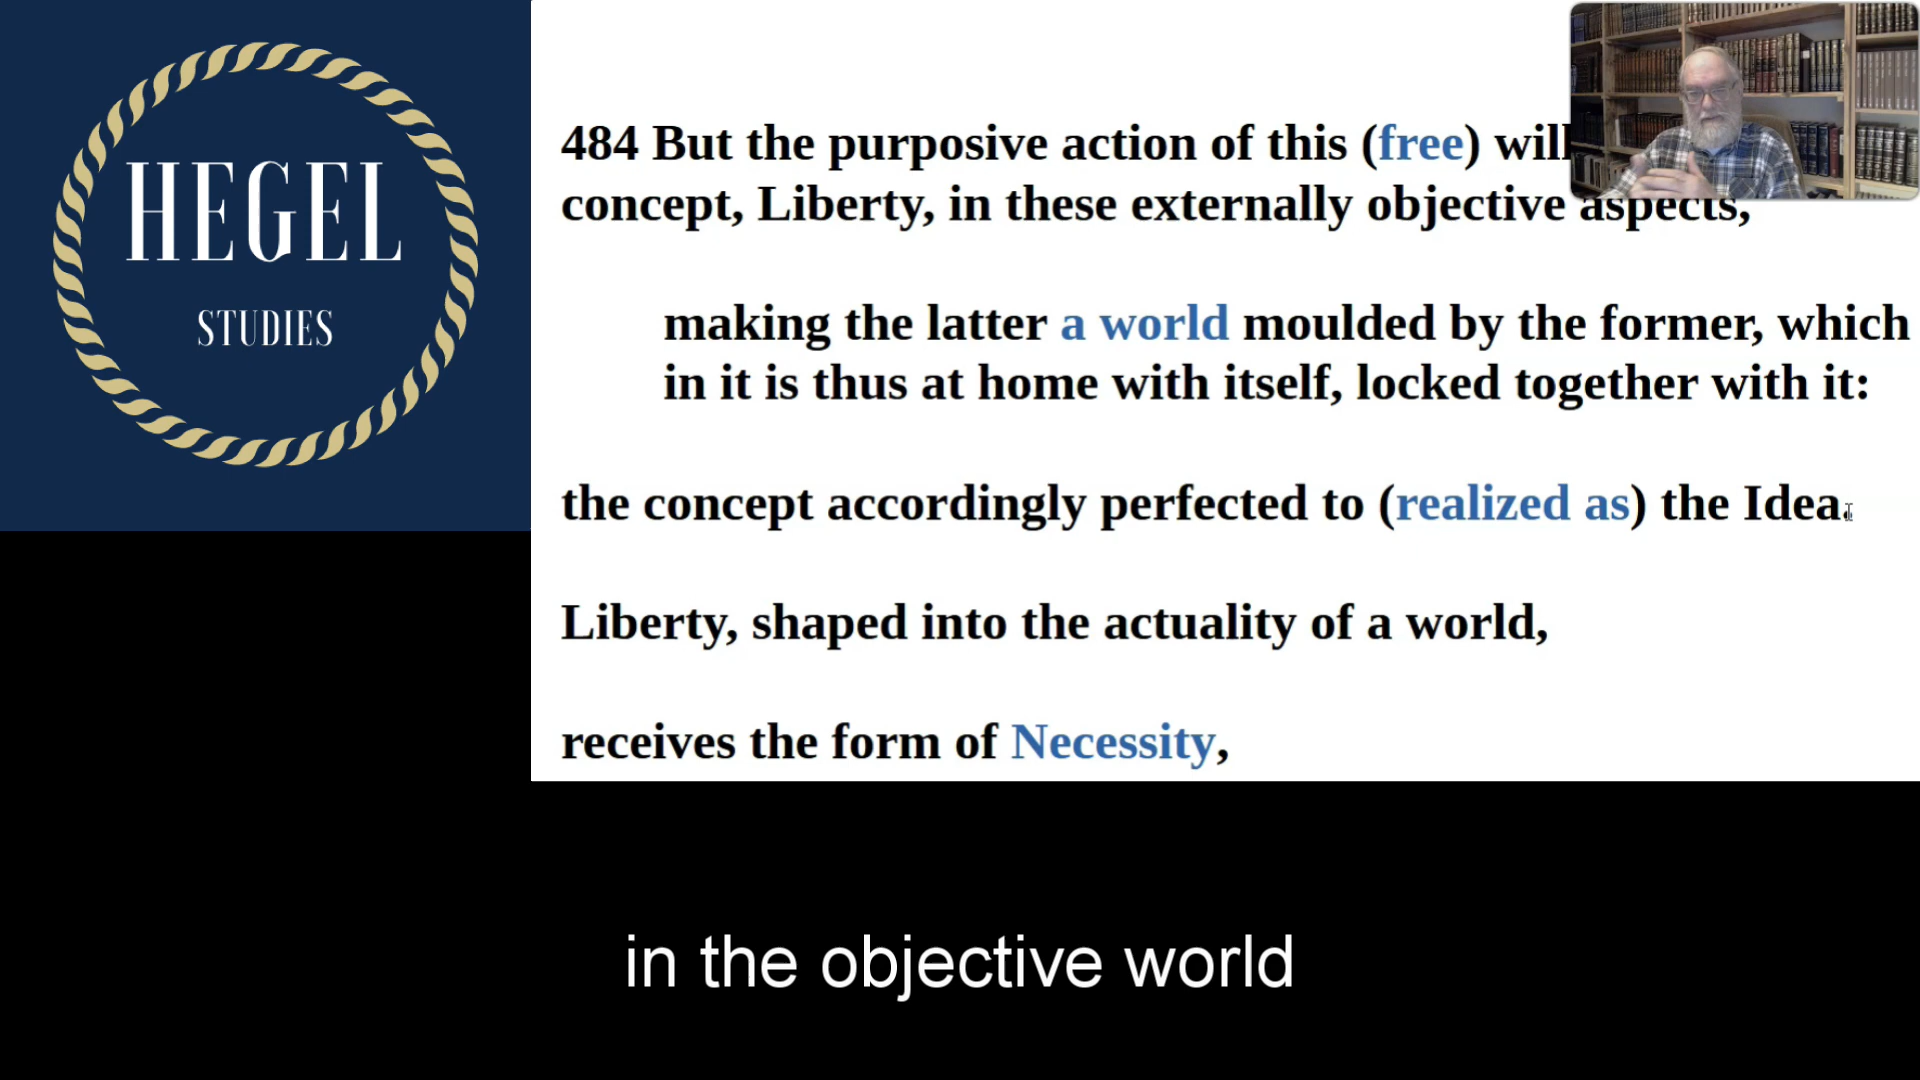 HEGEL
STUDIES
484 But the purposive action of this (free) will
concept, Liberty, in these externally objective aspects,
making the latter a world moulded by the former, which
in it is thus at home with itself, locked together with it:
the concept accordingly perfected to (realized as) the Idea.
Liberty, shaped into the actuality of a world,
receives the form of Necessity,
in the objective world